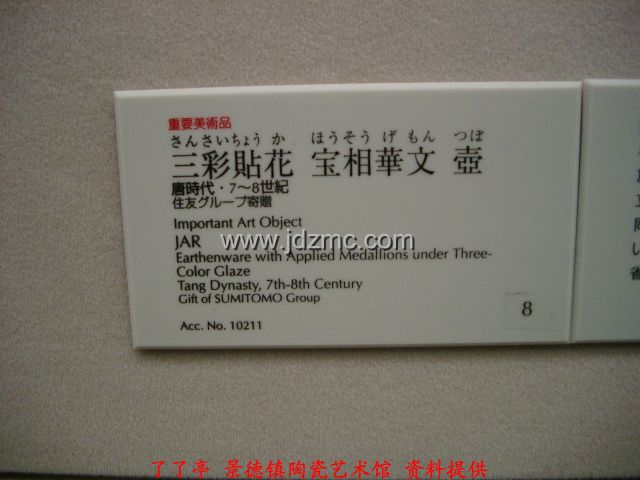 重要美術品
さんさいちょうか ほうそうげもん つぼ
三彩貼花 宝相華文 壺
唐時代・7〜8世紀
住友グループ寄贈
Important Art Object
JAR
www.jdzmc.com
Earthenware with Applied Medallions under Three-
Color Glaze
Tang Dynasty, 7th-8th Century
Gift of SUMITOMO Group
Acc. No. 10211
8
い
雀
了了亭 景德镇陶瓷艺术馆 资料提供